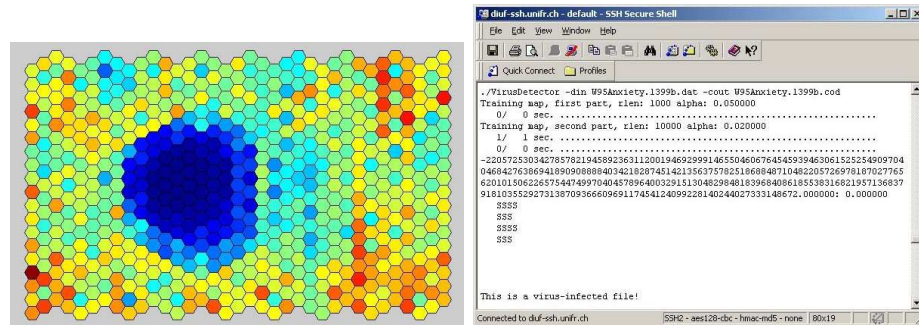 diuf-ssh.unifr.ch - default - SSH Secure Shell
File Edit View Window Help
Quick Connect Profiles
./VirusDetector -din W95Anxiety.1399b.dat -cout W95Anxiety.1399b.cod
Training map, first part, rlen: 1000 alpha: 0.050000
0/ 0 sec. ............................................................
Training map, second part, rlen: 10000 alpha: 0.020000
1/ 1 sec. ............................................................
0/ 0 sec. ............................................................
SSSS
SSS
SSSS
SSS
This is a virus-infected file!
Connected to diuf-ssh.unifr.ch SSH2 - aes128-cbc - hmac-md5 - none 80x19